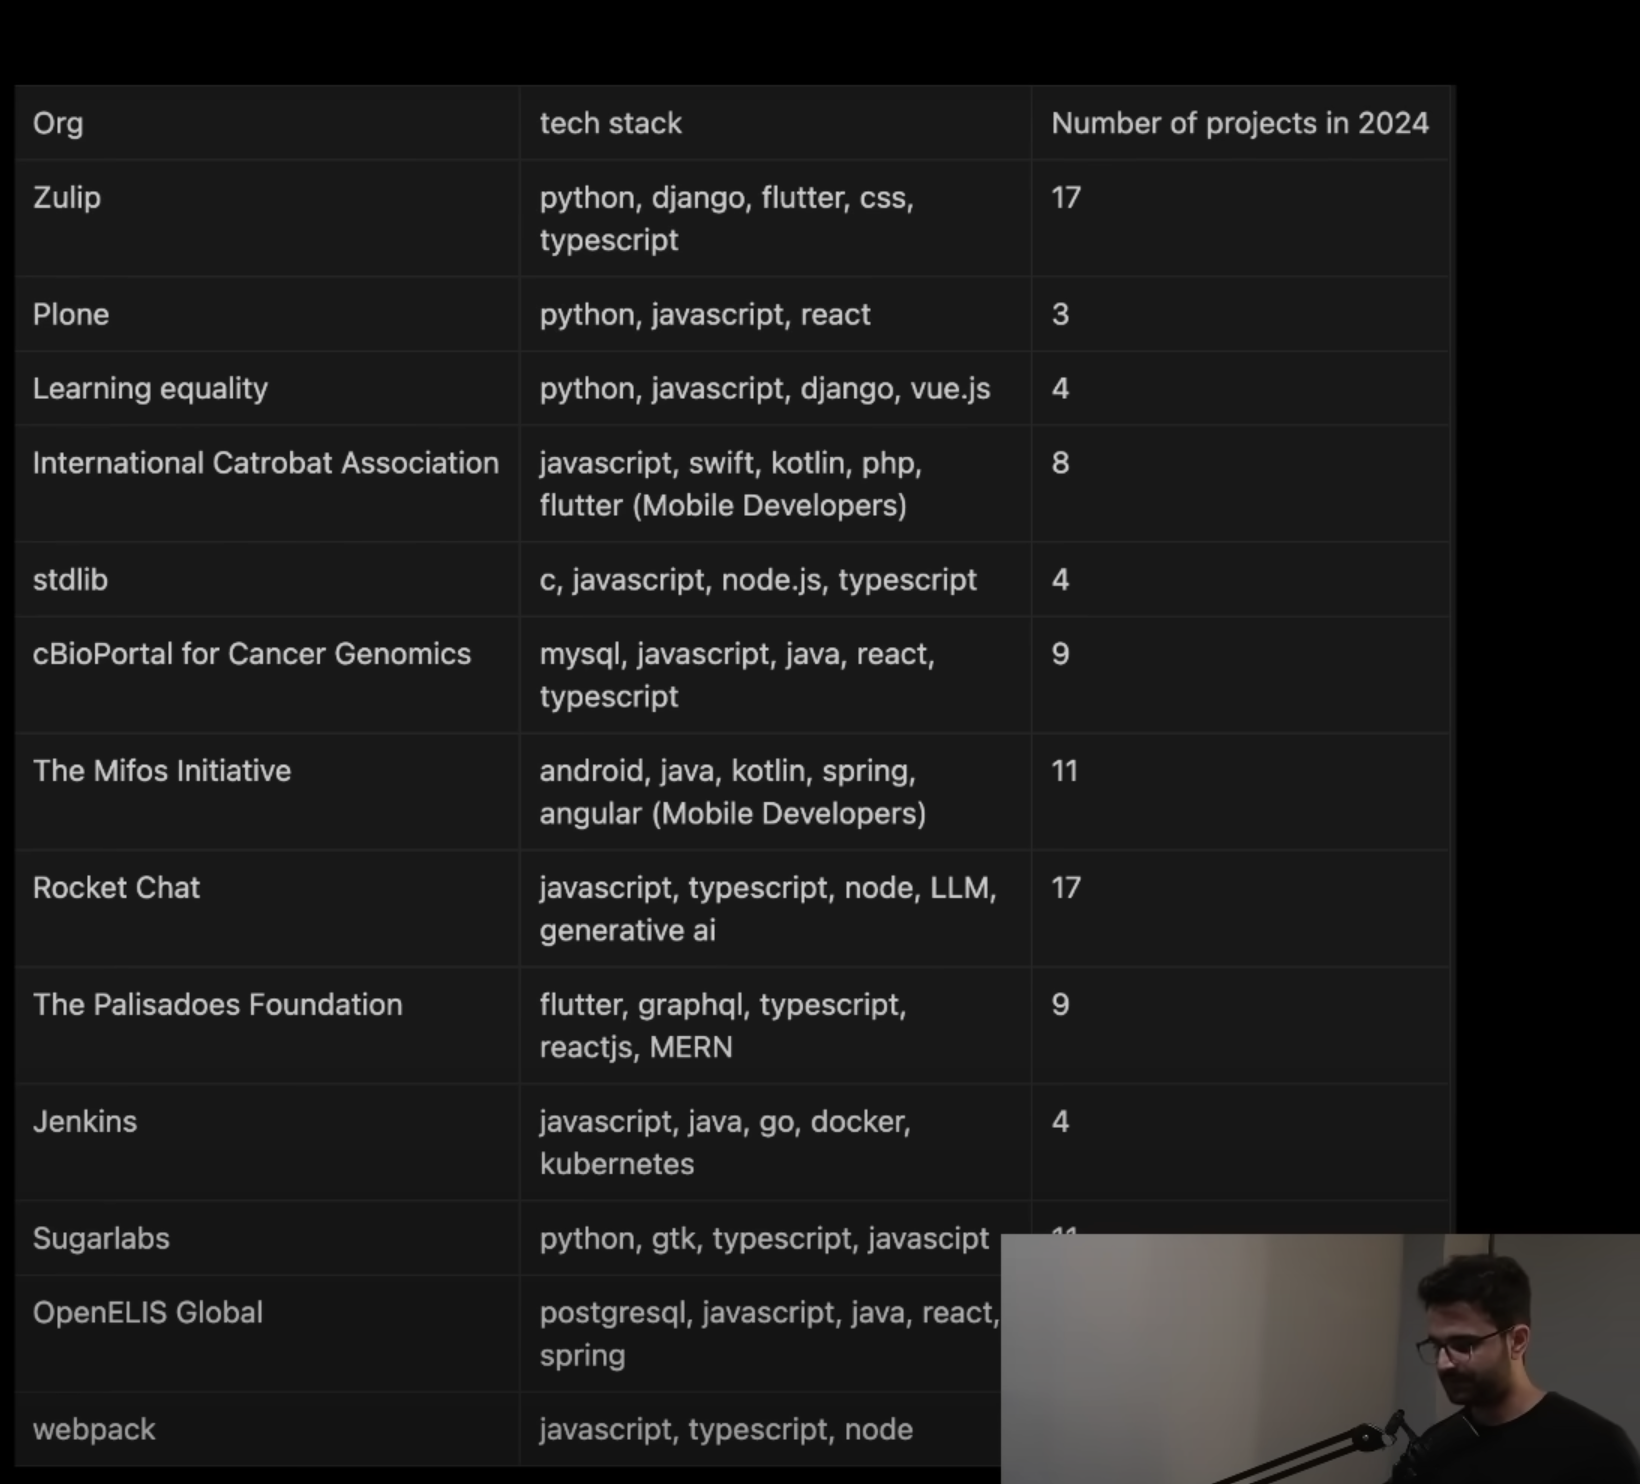 Org tech stack Number of projects in 2024
Zulip python, django, flutter, css, 17
typescript
Plone python, javascript, react 3
Learning equality python, javascript, django, vue.js 4
International Catrobat Association javascript, swift, kotlin, php, 8
flutter (Mobile Developers)
stdlib c, javascript, node.js, typescript 4
cBioPortal for Cancer Genomics mysql, javascript, java, react, 9
typescript
The Mifos Initiative android, java, kotlin, spring, 11
angular (Mobile Developers)
Rocket Chat javascript, typescript, node, LLM, 17
generative ai
The Palisadoes Foundation flutter, graphql, typescript, 9
reactjs, MERN
Jenkins javascript, java, go, docker, 4
kubernetes
Sugarlabs python, gtk, typescript, javascipt
OpenELIS Global postgresql, javascript, java, react,
spring
webpack javascript, typescript, node